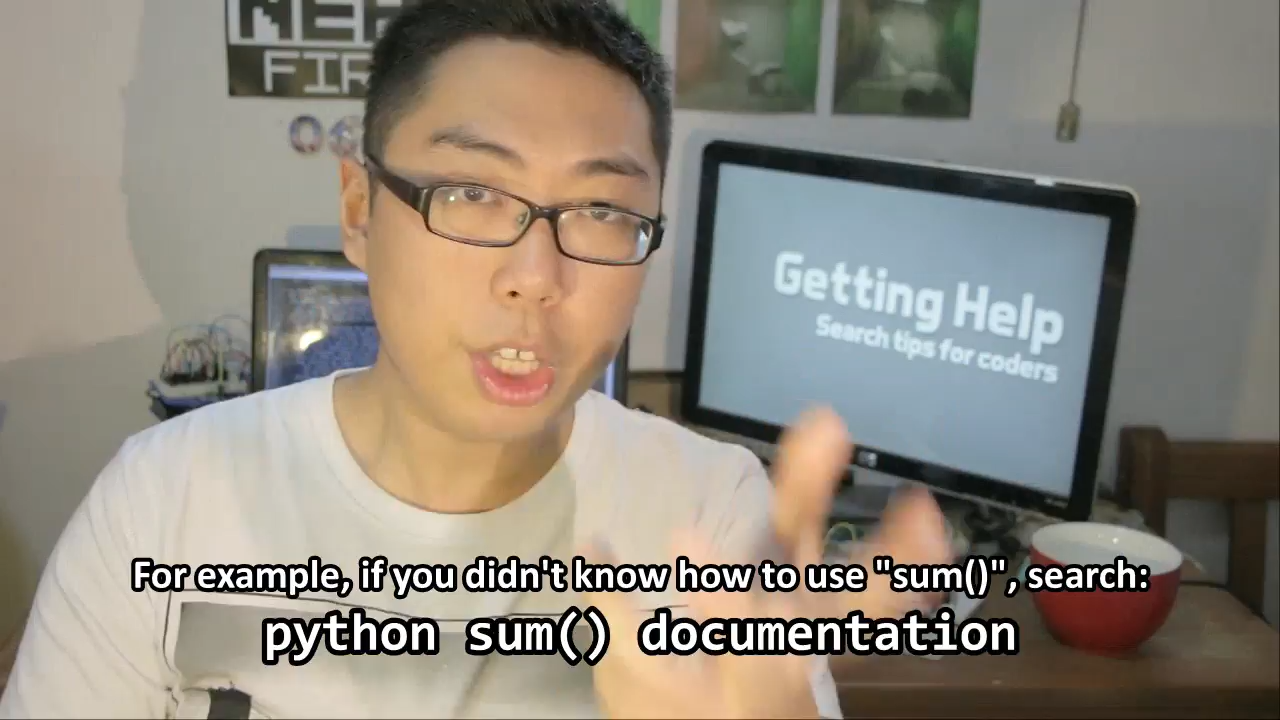 FIR
Getting Help
Search tips for coders
For example, if you didn't know how to use "sum()", search:
python sum() documentation